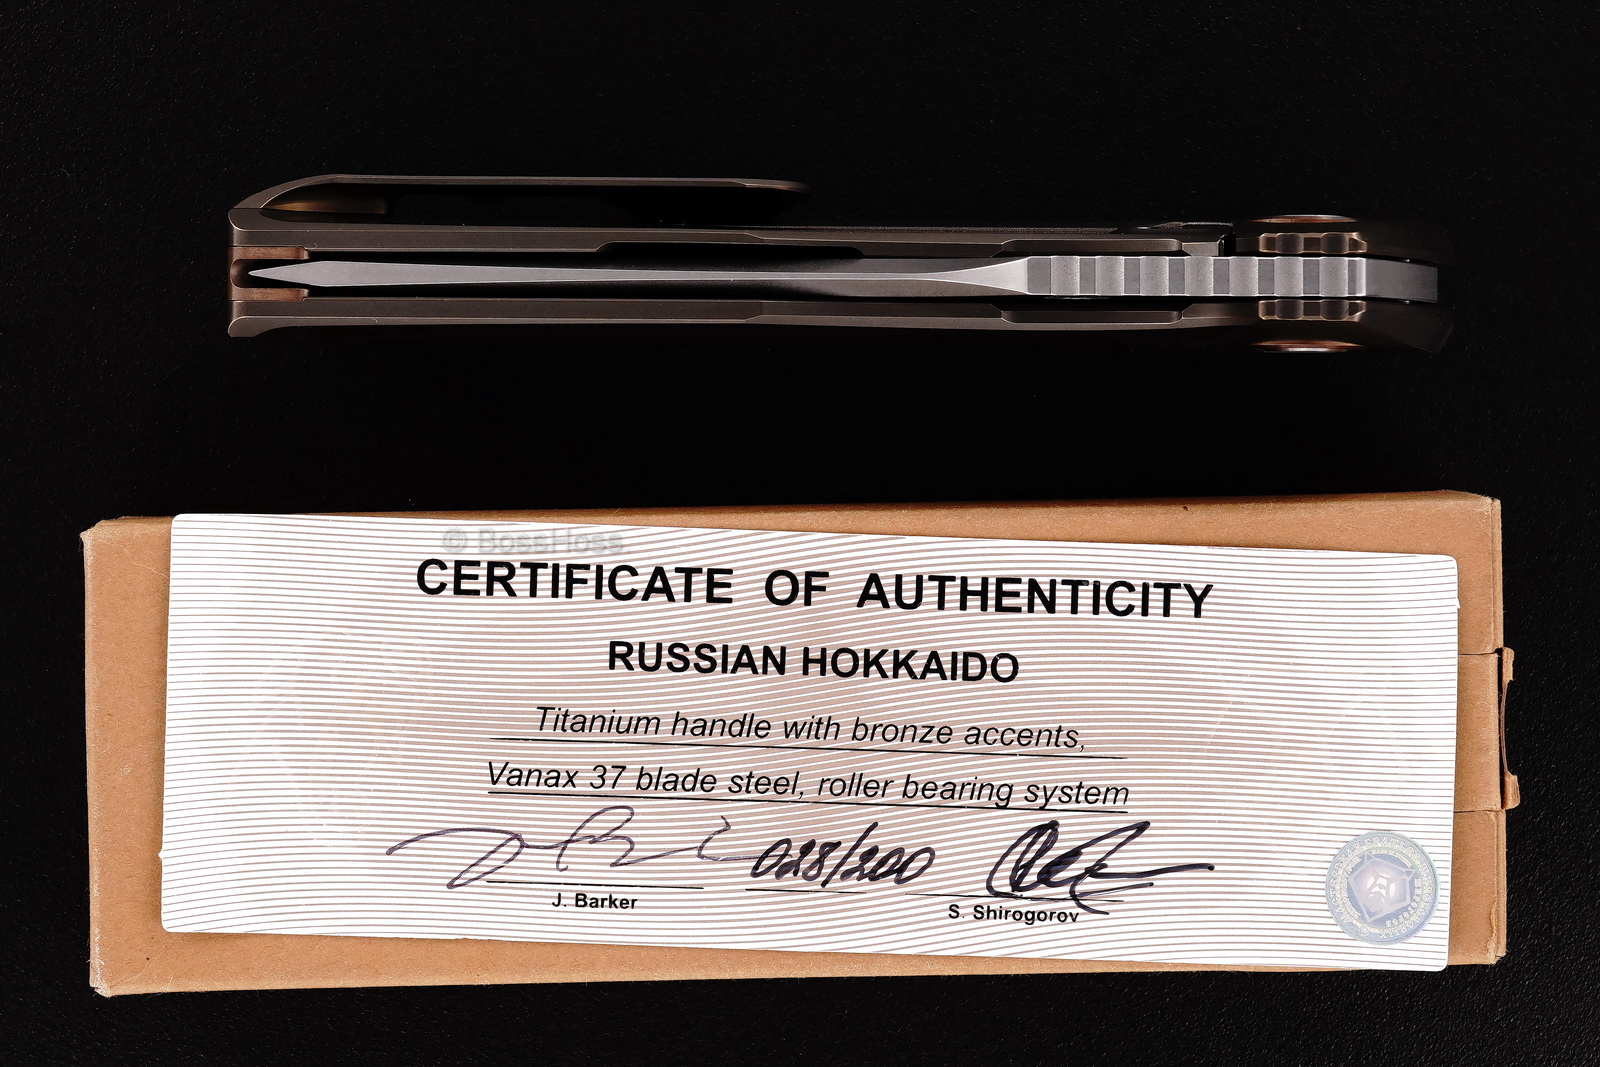 © BossHoss
CERTIFICATE OF AUTHENTICITY
RUSSIAN HOKKAIDO
Titanium handle with bronze accents,
Vanax 37 blade steel, roller bearing system
028/200
J. Barker
S. Shirogorov